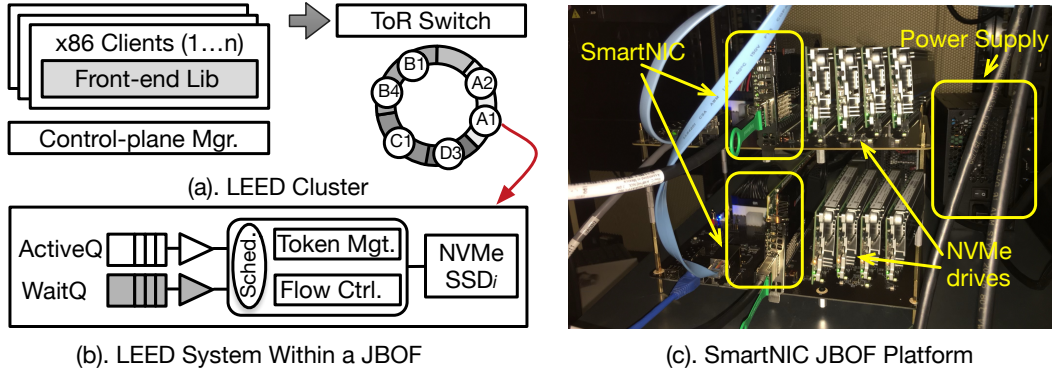 x86 Clients (1...n)
Front-end Lib
Control-plane Mgr.
ToR Switch
B1
A2
B4
A1
C1
D3
(a). LEED Cluster
ActiveQ
WaitQ
Sched.
Token Mgt.
Flow Ctrl.
NVMe
SSDi
(b). LEED System Within a JBOF
SmartNIC
Power Supply
NVMe
drives
(c). SmartNIC JBOF Platform